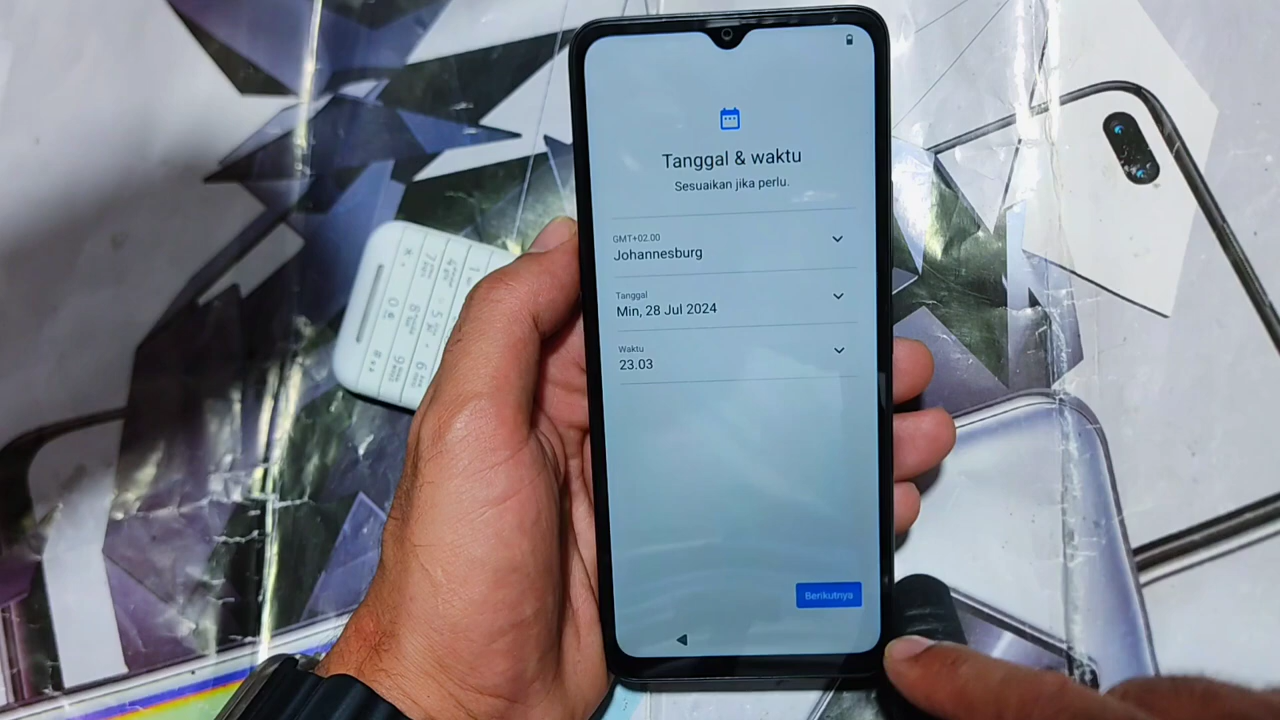 Tanggal & waktu
Sesuaikan jika perlu.
GMT+02.00
Johannesburg
Tanggal
Min, 28 Jul 2024
Waktu
23.03
Berikutnya